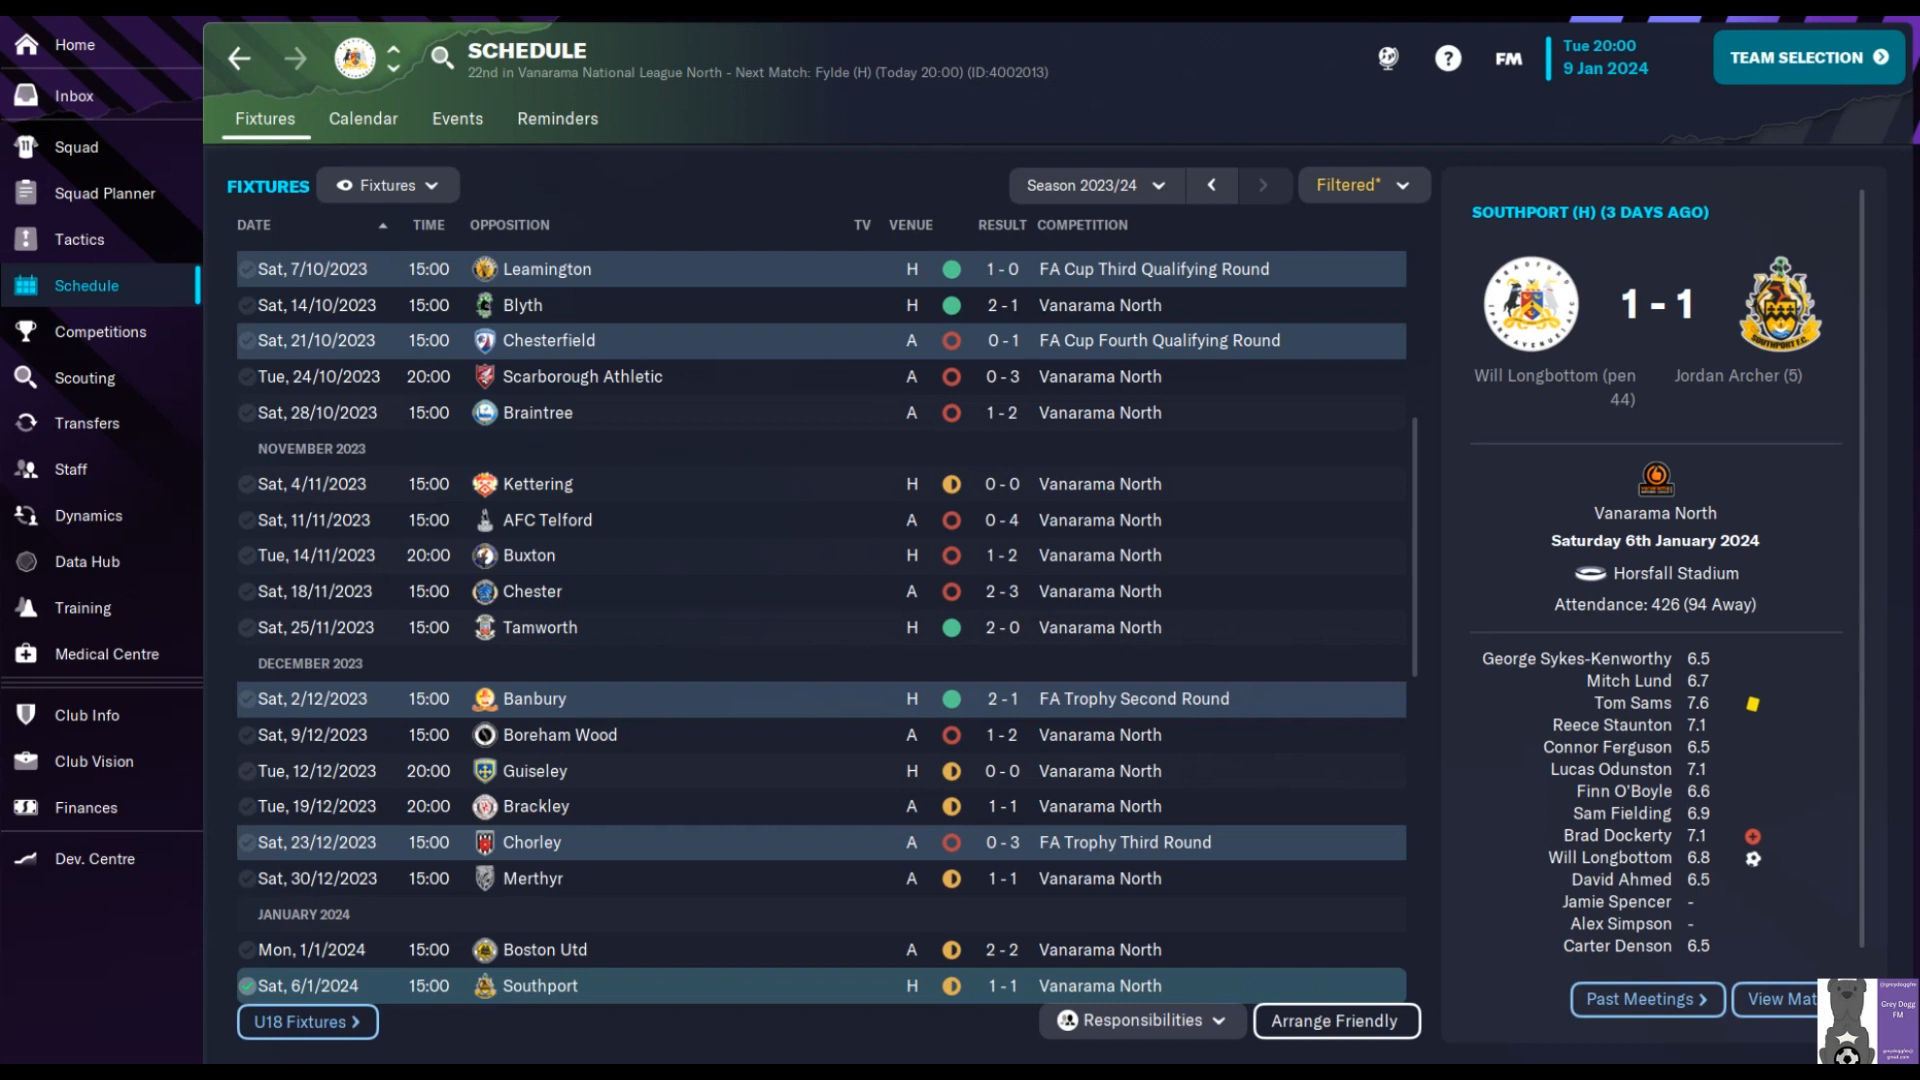 Home
Inbox
Squad
Squad Planner
Tactics
Schedule
Competitions
Scouting
Transfers
Staff
Dynamics
Data Hub
Training
Medical Centre
Club Info
Club Vision
Finances
Dev. Centre
SCHEDULE
22nd in Vanarama National League North - Next Match: Fylde (H) (Today 20:00) (ID:4002013)
FM
Tue 20:00
9 Jan 2024
TEAM SELECTION
Fixtures Calendar Events Reminders
FIXTURES Fixtures Season 2023/24 Filtered*
DATE TIME OPPOSITION TV VENUE RESULT COMPETITION
Sat, 7/10/2023 15:00 Leamington H 1 - 0 FA Cup Third Qualifying Round
Sat, 14/10/2023 15:00 Blyth H 2 - 1 Vanarama North
Sat, 21/10/2023 15:00 Chesterfield A 0 - 1 FA Cup Fourth Qualifying Round
Tue, 24/10/2023 20:00 Scarborough Athletic A 0 - 3 Vanarama North
Sat, 28/10/2023 15:00 Braintree A 1 - 2 Vanarama North
NOVEMBER 2023
Sat, 4/11/2023 15:00 Kettering H 0 - 0 Vanarama North
Sat, 11/11/2023 15:00 AFC Telford A 0 - 4 Vanarama North
Tue, 14/11/2023 20:00 Buxton H 1 - 2 Vanarama North
Sat, 18/11/2023 15:00 Chester A 2 - 3 Vanarama North
Sat, 25/11/2023 15:00 Tamworth H 2 - 0 Vanarama North
DECEMBER 2023
Sat, 2/12/2023 15:00 Banbury H 2 - 1 FA Trophy Second Round
Sat, 9/12/2023 15:00 Boreham Wood A 1 - 2 Vanarama North
Tue, 12/12/2023 20:00 Guiseley H 0 - 0 Vanarama North
Tue, 19/12/2023 20:00 Brackley A 1 - 1 Vanarama North
Sat, 23/12/2023 15:00 Chorley A 0 - 3 FA Trophy Third Round
Sat, 30/12/2023 15:00 Merthyr A 1 - 1 Vanarama North
JANUARY 2024
Mon, 1/1/2024 15:00 Boston Utd A 2 - 2 Vanarama North
Sat, 6/1/2024 15:00 Southport H 1 - 1 Vanarama North
U18 Fixtures Responsibilities Arrange Friendly
SOUTHPORT (H) (3 DAYS AGO)
1 - 1
SOUTHPORT F.C.
Will Longbottom (pen
44)
Jordan Archer (5)
Vanarama North
Saturday 6th January 2024
Horsfall Stadium
Attendance: 426 (94 Away)
George Sykes-Kenworthy 6.5
Mitch Lund 6.7
Tom Sams 7.6
Reece Staunton 7.1
Connor Ferguson 6.5
Lucas Odunston 7.1
Finn O'Boyle 6.6
Sam Fielding 6.9
Brad Dockerty 7.1
Will Longbottom 6.8
David Ahmed 6.5
Jamie Spencer -
Alex Simpson -
Carter Denson 6.5
Past Meetings View Mat
Grey Dogg
FM